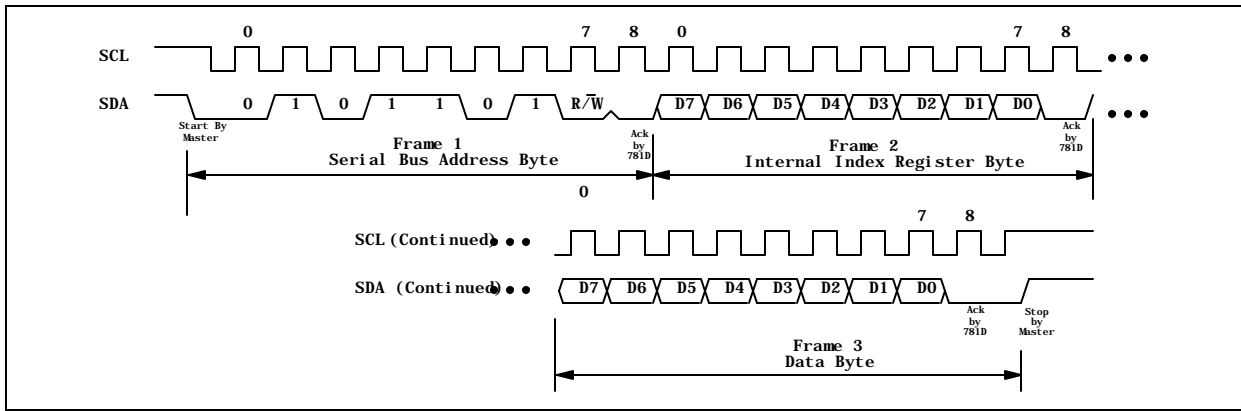 0 7 8 0 7 8
SCL
SDA 0 1 0 1 1 0 1 R/W D7 D6 D5 D4 D3 D2 D1 D0
Start By
Master
Ack
by
781D
Ack
by
781D
Frame 1
Serial Bus Address Byte
Frame 2
Internal Index Register Byte
0
7 8
SCL (Continued)
SDA (Continued) D7 D6 D5 D4 D3 D2 D1 D0
Ack
by
781D
Stop
by
Master
Frame 3
Data Byte